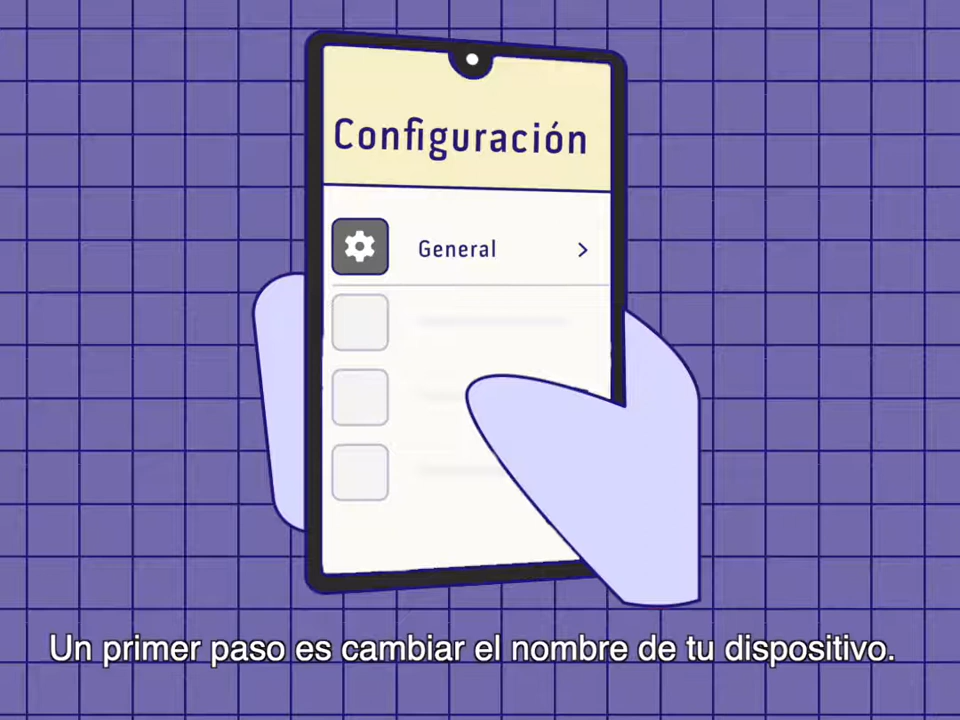 Configuración
General
Un primer paso es cambiar el nombre de tu dispositivo.